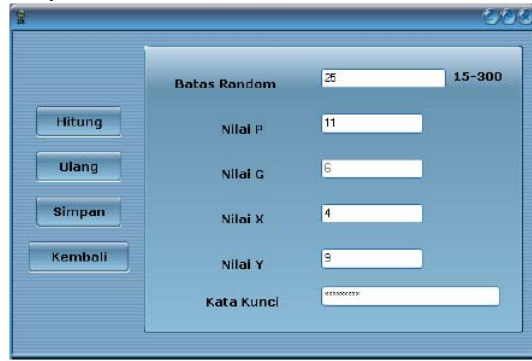 Batas Random 25 15-300
Hitung
Nilai P 11
Ulang
Nilai G 6
Simpan
Nilai X 4
Kembali
Nilai Y 9
Kata Kunci **********